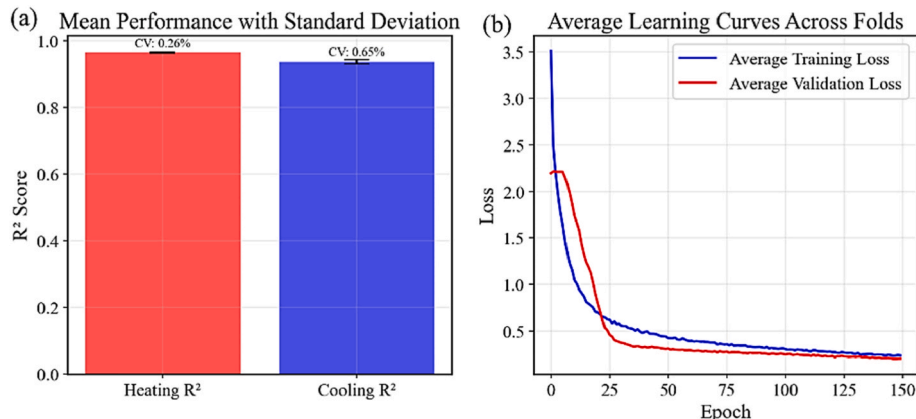 (a)
Mean Performance with Standard Deviation
CV: 0.26%
CV: 0.65%
1.0
0.8
0.6
0.4
0.2
0.0
R² Score
Heating R²
Cooling R²
(b)
Average Learning Curves Across Folds
Average Training Loss
Average Validation Loss
3.5
3.0
2.5
2.0
1.5
1.0
0.5
Loss
0
25
50
75
100
125
150
Epoch